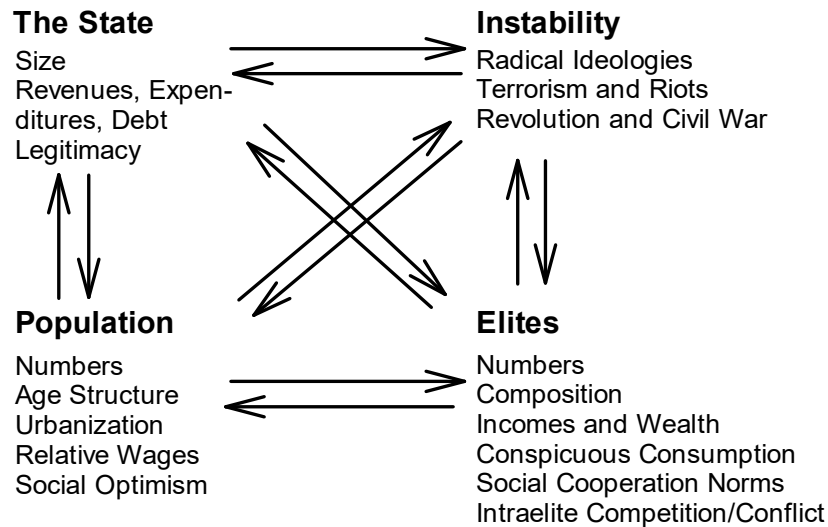 The State
Size
Revenues, Expen-
ditures, Debt
Legitimacy
Instability
Radical Ideologies
Terrorism and Riots
Revolution and Civil War
Population
Numbers
Age Structure
Urbanization
Relative Wages
Social Optimism
Elites
Numbers
Composition
Incomes and Wealth
Conspicuous Consumption
Social Cooperation Norms
Intraelite Competition/Conflict